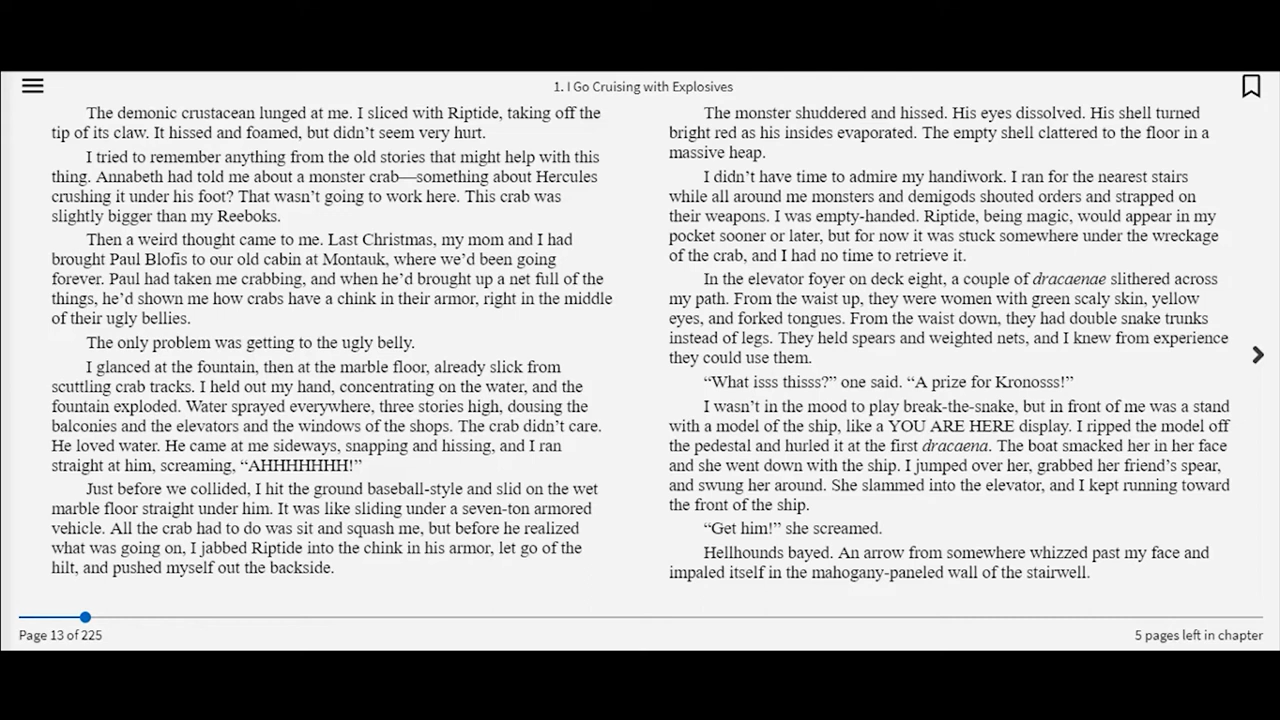 1. I Go Cruising with Explosives
The demonic crustacean lunged at me. I sliced with Riptide, taking off the
tip of its claw. It hissed and foamed, but didn’t seem very hurt.
I tried to remember anything from the old stories that might help with this
thing. Annabeth had told me about a monster crab—something about Hercules
crushing it under his foot? That wasn’t going to work here. This crab was
slightly bigger than my Reeboks.
Then a weird thought came to me. Last Christmas, my mom and I had
brought Paul Blofis to our old cabin at Montauk, where we’d been going
forever. Paul had taken me crabbing, and when he’d brought up a net full of the
things, he’d shown me how crabs have a chink in their armor, right in the middle
of their ugly bellies.
The only problem was getting to the ugly belly.
I glanced at the fountain, then at the marble floor, already slick from
scuttling crab tracks. I held out my hand, concentrating on the water, and the
fountain exploded. Water sprayed everywhere, three stories high, dousing the
balconies and the elevators and the windows of the shops. The crab didn’t care.
He loved water. He came at me sideways, snapping and hissing, and I ran
straight at him, screaming, “AHHHHHHH!”
Just before we collided, I hit the ground baseball-style and slid on the wet
marble floor straight under him. It was like sliding under a seven-ton armored
vehicle. All the crab had to do was sit and squash me, but before he realized
what was going on, I jabbed Riptide into the chink in his armor, let go of the
hilt, and pushed myself out the backside.
The monster shuddered and hissed. His eyes dissolved. His shell turned
bright red as his insides evaporated. The empty shell clattered to the floor in a
massive heap.
I didn’t have time to admire my handiwork. I ran for the nearest stairs
while all around me monsters and demigods shouted orders and strapped on
their weapons. I was empty-handed. Riptide, being magic, would appear in my
pocket sooner or later, but for now it was stuck somewhere under the wreckage
of the crab, and I had no time to retrieve it.
In the elevator foyer on deck eight, a couple of dracaenae slithered across
my path. From the waist up, they were women with green scaly skin, yellow
eyes, and forked tongues. From the waist down, they had double snake trunks
instead of legs. They held spears and weighted nets, and I knew from experience
they could use them.
“What isss thisss?” one said. “A prize for Kronosss!”
I wasn’t in the mood to play break-the-snake, but in front of me was a stand
with a model of the ship, like a YOU ARE HERE display. I ripped the model off
the pedestal and hurled it at the first dracaena. The boat smacked her in her face
and she went down with the ship. I jumped over her, grabbed her friend’s spear,
and swung her around. She slammed into the elevator, and I kept running toward
the front of the ship.
“Get him!” she screamed.
Hellhounds bayed. An arrow from somewhere whizzed past my face and
impaled itself in the mahogany-paneled wall of the stairwell.
Page 13 of 225
5 pages left in chapter